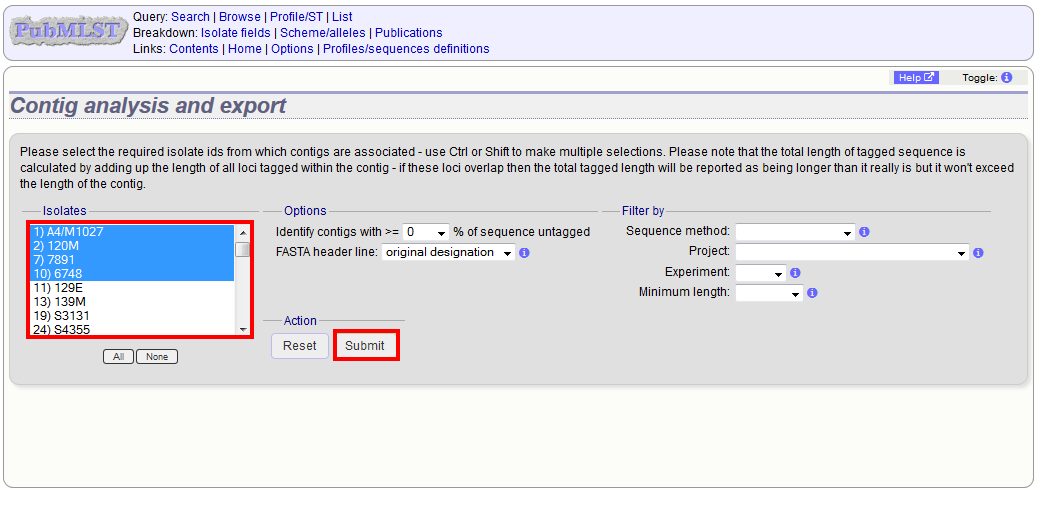 PubMLST
Query: Search | Browse | Profile/ST | List
Breakdown: Isolate fields | Scheme/alleles | Publications
Links: Contents | Home | Options | Profiles/sequences definitions
Help
Toggle: i
Contig analysis and export
Please select the required isolate ids from which contigs are associated - use Ctrl or Shift to make multiple selections. Please note that the total length of tagged sequence is
calculated by adding up the length of all loci tagged within the contig - if these loci overlap then the total tagged length will be reported as being longer than it really is but it won't exceed
the length of the contig.
Isolates
1) A4/M1027
2) 120M
7) 7891
10) 6748
11) 129E
13) 139M
19) S3131
24) S4355
All None
Options
Identify contigs with >= 0 % of sequence untagged
FASTA header line: original designation i
Action
Reset Submit
Filter by
Sequence method: i
Project: i
Experiment: i
Minimum length: i